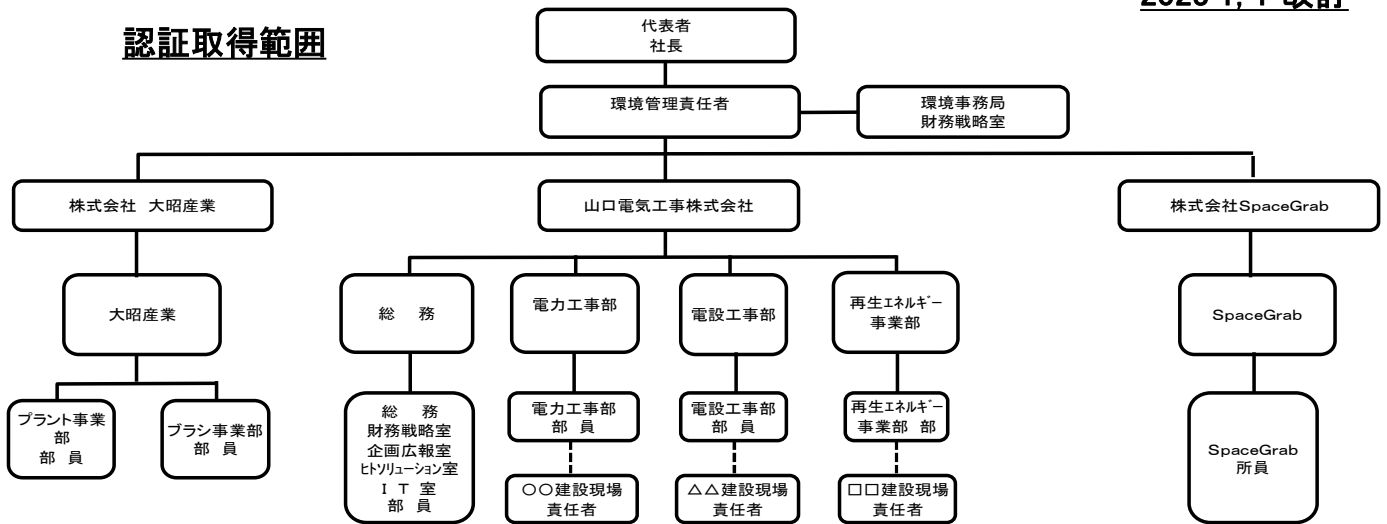 認証取得範囲
代表者
社長
環境管理責任者
環境事務局
財務戦略室
株式会社 大昭産業
山口電気工事株式会社
株式会社SpaceGrab
大昭産業
総 務
電力工事部
電設工事部
再生エネルギー
事業部
SpaceGrab
プラント事業
部
部 員
ブラシ事業部
部 員
総 務
財務戦略室
企画広報室
ヒトソリューション室
I T 室
部 員
電力工事部
部 員
電設工事部
部 員
再生エネルギー
事業部 部
SpaceGrab
所員
○○建設現場
責任者
△△建設現場
責任者
□□建設現場
責任者